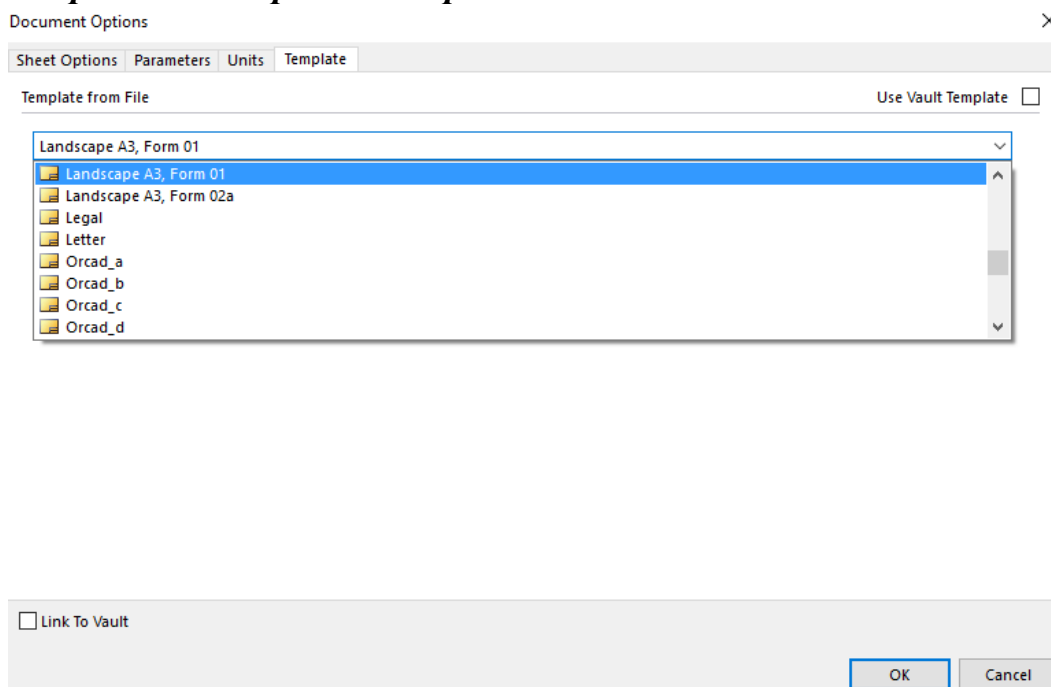 Document Options
Sheet Options Parameters Units Template
Template from File Use Vault Template
Landscape A3, Form 01
Landscape A3, Form 01
Landscape A3, Form 02a
Legal
Letter
Orcad_a
Orcad_b
Orcad_c
Orcad_d
Link To Vault
OK Cancel